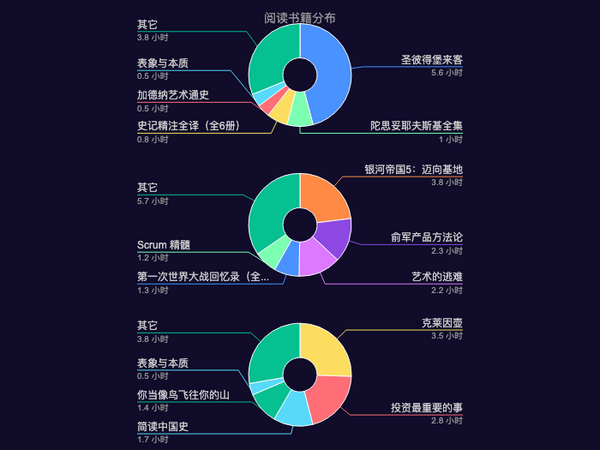 阅读书籍分布
其它
3.8 小时
表象与本质
0.5 小时
加德纳艺术通史
0.5 小时
史记精注全译（全6册）
0.8 小时
圣彼得堡来客
5.6 小时
陀思妥耶夫斯基全集
1 小时
其它
5.7 小时
Scrum 精髓
1.2 小时
第一次世界大战回忆录（全...
1.3 小时
银河帝国5：迈向基地
3.8 小时
俞军产品方法论
2.3 小时
艺术的逃难
2.2 小时
其它
3.8 小时
表象与本质
0.5 小时
你当像鸟飞往你的山
1.4 小时
简读中国史
1.7 小时
克莱因壶
3.5 小时
投资最重要的事
2.8 小时